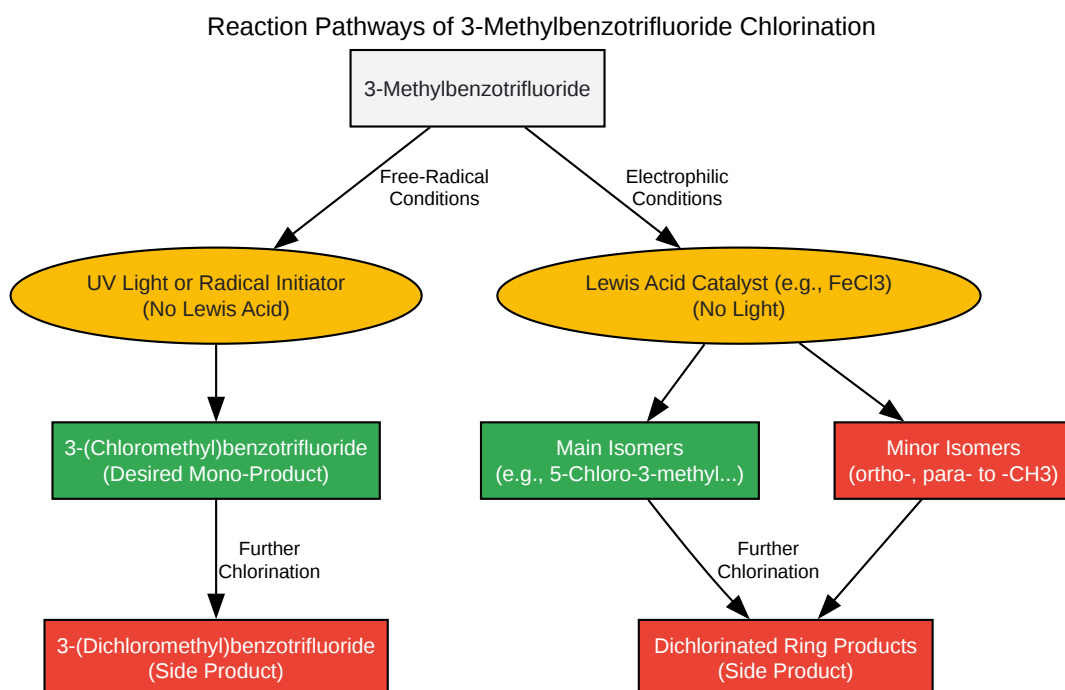 Reaction Pathways of 3-Methylbenzotrifluoride Chlorination
3-Methylbenzotrifluoride
Free-Radical
Conditions
Electrophilic
Conditions
UV Light or Radical Initiator
(No Lewis Acid)
Lewis Acid Catalyst (e.g., FeCl3)
(No Light)
3-(Chloromethyl)benzotrifluoride
(Desired Mono-Product)
Main Isomers
(e.g., 5-Chloro-3-methyl...)
Minor Isomers
(ortho-, para- to -CH3)
Further
Chlorination
Further
Chlorination
3-(Dichloromethyl)benzotrifluoride
(Side Product)
Dichlorinated Ring Products
(Side Product)